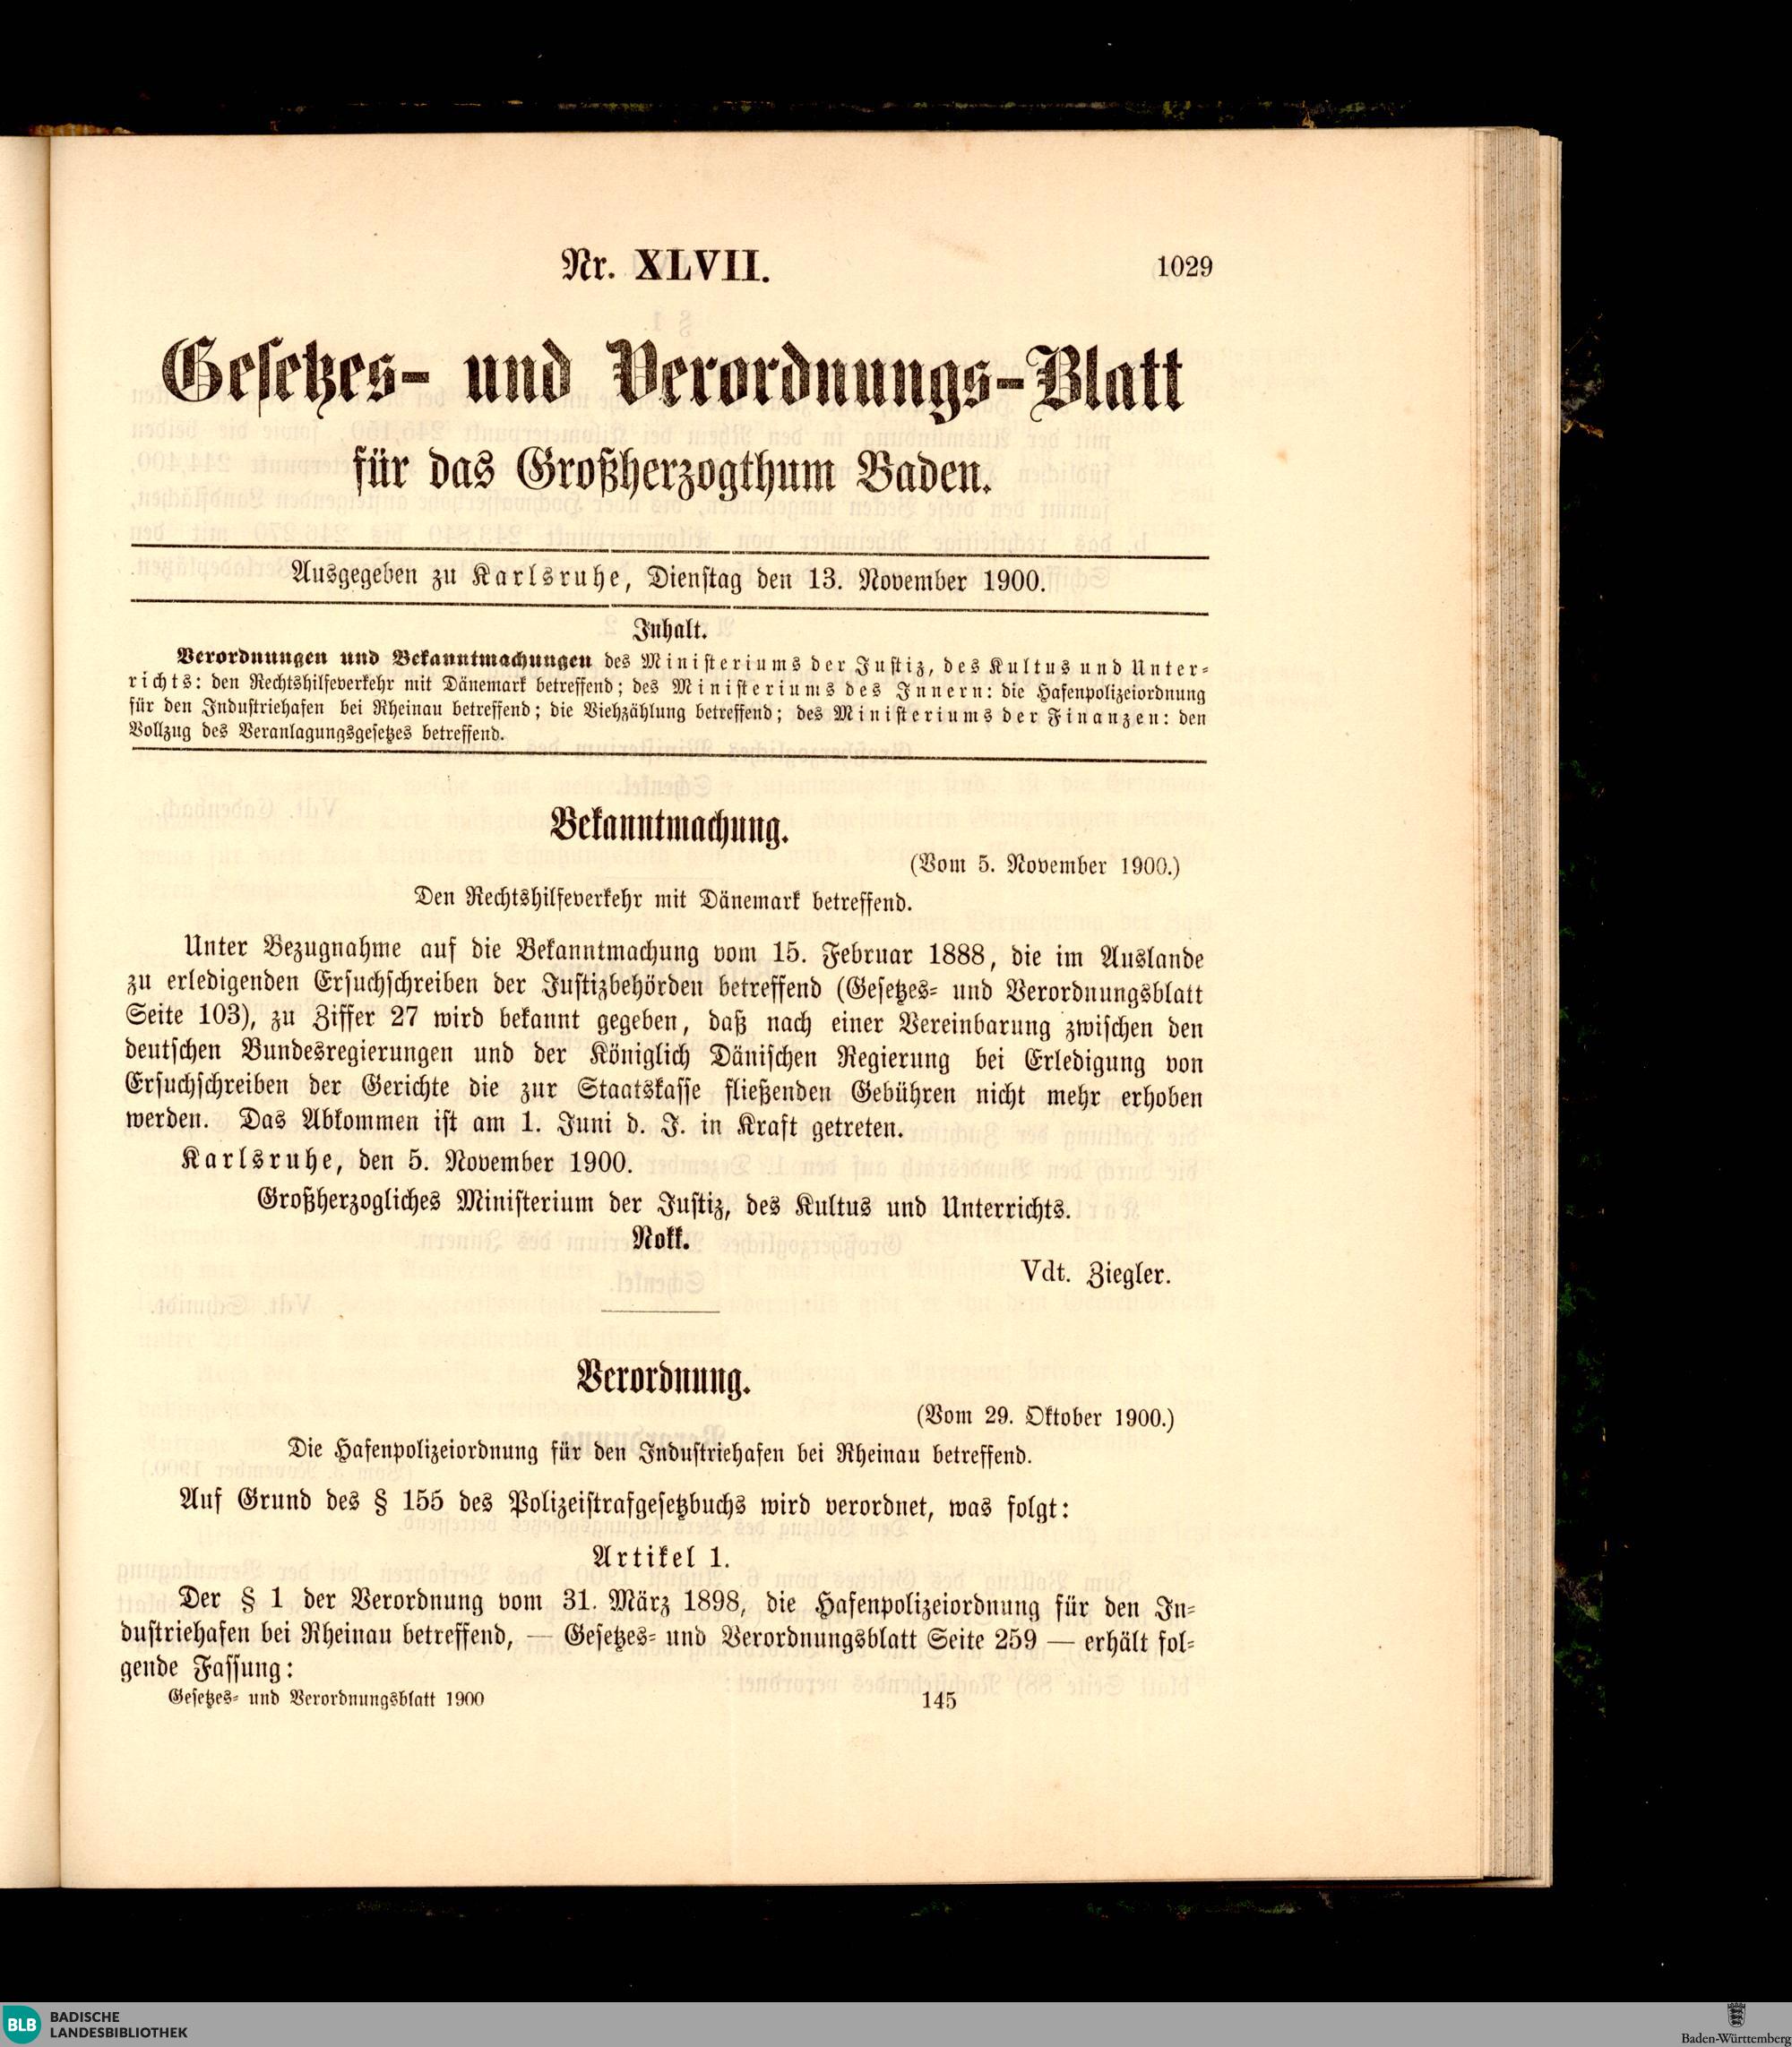 Nr. XLVII.
1029
Gesetzes- und Verordnungs-Blatt
für das Großherzogthum Baden.
Ausgegeben zu Karlsruhe, Dienstag den 13. November 1900.
Inhalt.
Verordnungen und Bekanntmachungen des Ministeriums der Justiz, des Kultus und Unter-
richts: den Rechtshilfeverkehr mit Dänemark betreffend; des Ministeriums des Innern: die Hafenpolizeiordnung
für den Industriehafen bei Rheinau betreffend; die Viehzählung betreffend; des Ministeriums der Finanzen: den
Vollzug des Veranlagungsgesetzes betreffend.
Bekanntmachung.
(Vom 5. November 1900.)
Den Rechtshilfeverkehr mit Dänemark betreffend.
Unter Bezugnahme auf die Bekanntmachung vom 15. Februar 1888, die im Auslande
zu erledigenden Ersuchschreiben der Justizbehörden betreffend (Gesetzes- und Verordnungsblatt
Seite 103), zu Ziffer 27 wird bekannt gegeben, daß nach einer Vereinbarung zwischen den
deutschen Bundesregierungen und der Königlich Dänischen Regierung bei Erledigung von
Ersuchschreiben der Gerichte die zur Staatskasse fließenden Gebühren nicht mehr erhoben
werden. Das Abkommen ist am 1. Juni d. J. in Kraft getreten.
Karlsruhe, den 5. November 1900.
Großherzogliches Ministerium der Justiz, des Kultus und Unterrichts.
Nokk.
Vdt. Ziegler.
Verordnung.
(Vom 29. Oktober 1900.)
Die Hafenpolizeiordnung für den Industriehafen bei Rheinau betreffend.
Auf Grund des § 155 des Polizeistrafgesetzbuchs wird verordnet, was folgt:
Artikel 1.
Der § 1 der Verordnung vom 31. März 1898, die Hafenpolizeiordnung für den In-
dustriehafen bei Rheinau betreffend, — Gesetzes- und Verordnungsblatt Seite 259 — erhält fol-
gende Fassung:
Gesetzes- und Verordnungsblatt 1900
145
BLB
BADISCHE
LANDESBIBLIOTHEK
Baden-Württemberg